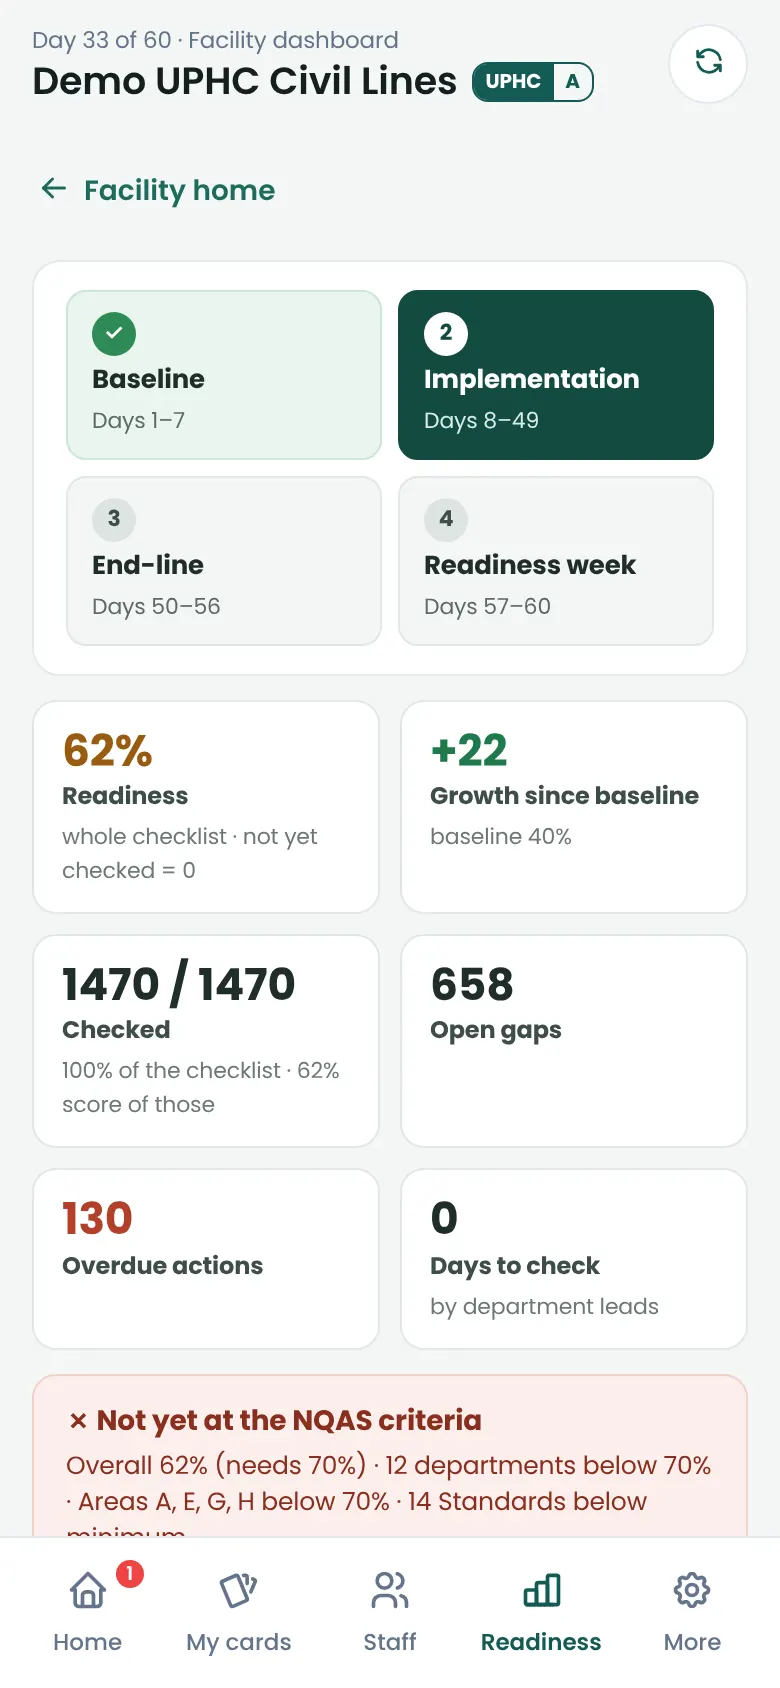 Day 33 of 60 · Facility dashboard
Demo UPHC Civil Lines UPHC A
← Facility home
Baseline
Days 1–7
2
Implementation
Days 8–49
3
End-line
Days 50–56
4
Readiness week
Days 57–60
62%
Readiness
whole checklist · not yet
checked = 0
+22
Growth since baseline
baseline 40%
1470 / 1470
Checked
100% of the checklist · 62%
score of those
658
Open gaps
130
Overdue actions
0
Days to check
by department leads
× Not yet at the NQAS criteria
Overall 62% (needs 70%) · 12 departments below 70%
· Areas A, E, G, H below 70% · 14 Standards below
minimum
1
Home
My cards
Staff
Readiness
More